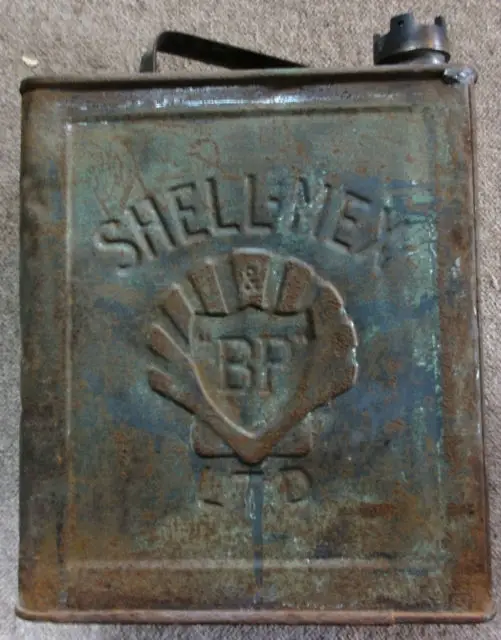 SHELL-MEX
&
"BP"
LTD